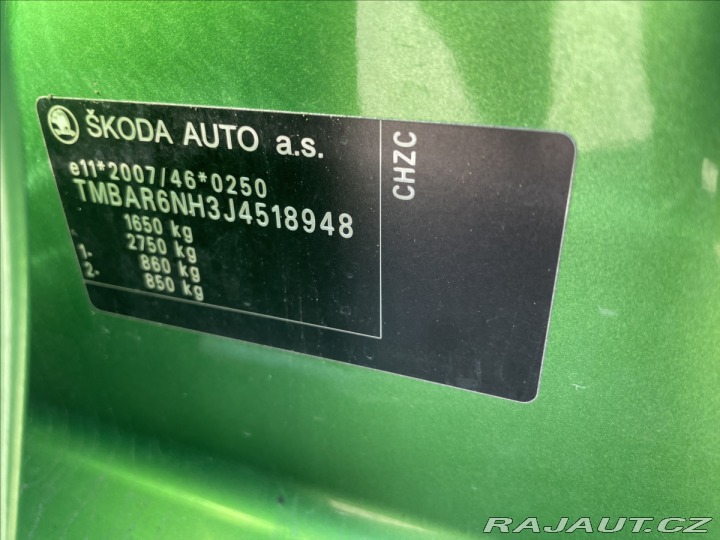 ŠKODA AUTO a.s.
e11*2007/46*0250
TMBAR6NH3J4518948
1650 kg
2750 kg
1- 860 kg
2- 850 kg
CHZC
RAJAUT.CZ